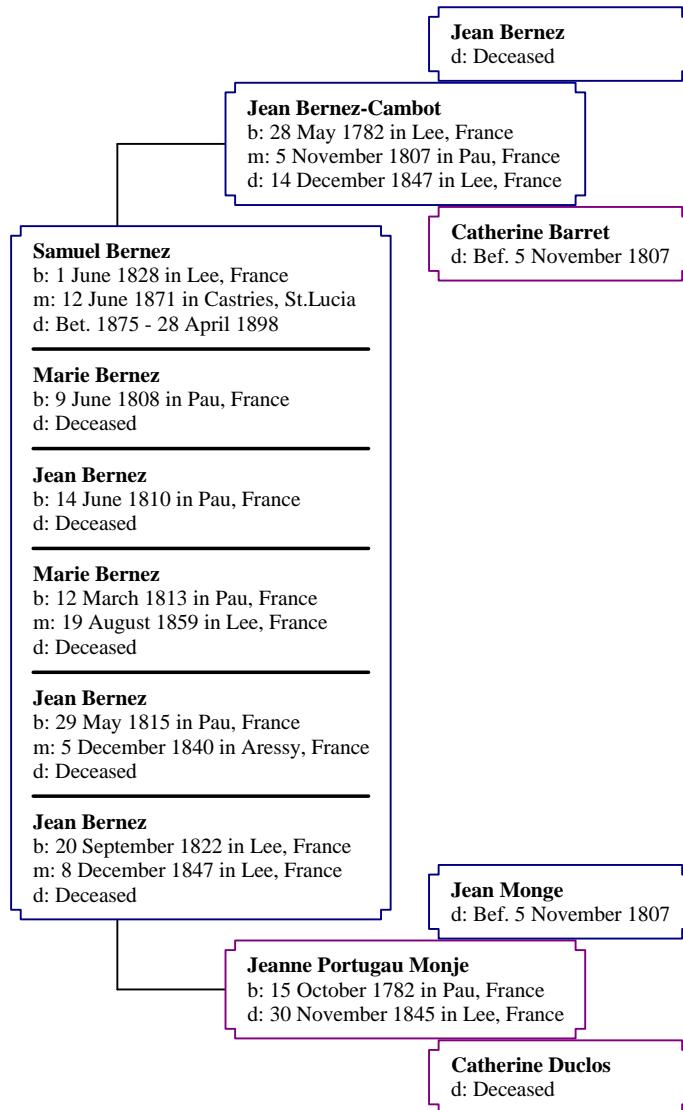 Jean Bernez
d: Deceased
Jean Bernez-Cambot
b: 28 May 1782 in Lee, France
m: 5 November 1807 in Pau, France
d: 14 December 1847 in Lee, France
Catherine Barret
d: Bef. 5 November 1807
Samuel Bernez
b: 1 June 1828 in Lee, France
m: 12 June 1871 in Castries, St.Lucia
d: Bet. 1875 - 28 April 1898
Marie Bernez
b: 9 June 1808 in Pau, France
d: Deceased
Jean Bernez
b: 14 June 1810 in Pau, France
d: Deceased
Marie Bernez
b: 12 March 1813 in Pau, France
m: 19 August 1859 in Lee, France
d: Deceased
Jean Bernez
b: 29 May 1815 in Pau, France
m: 5 December 1840 in Aressy, France
d: Deceased
Jean Bernez
b: 20 September 1822 in Lee, France
m: 8 December 1847 in Lee, France
d: Deceased
Jean Monge
d: Bef. 5 November 1807
Jeanne Portugau Monje
b: 15 October 1782 in Pau, France
d: 30 November 1845 in Lee, France
Catherine Duclos
d: Deceased